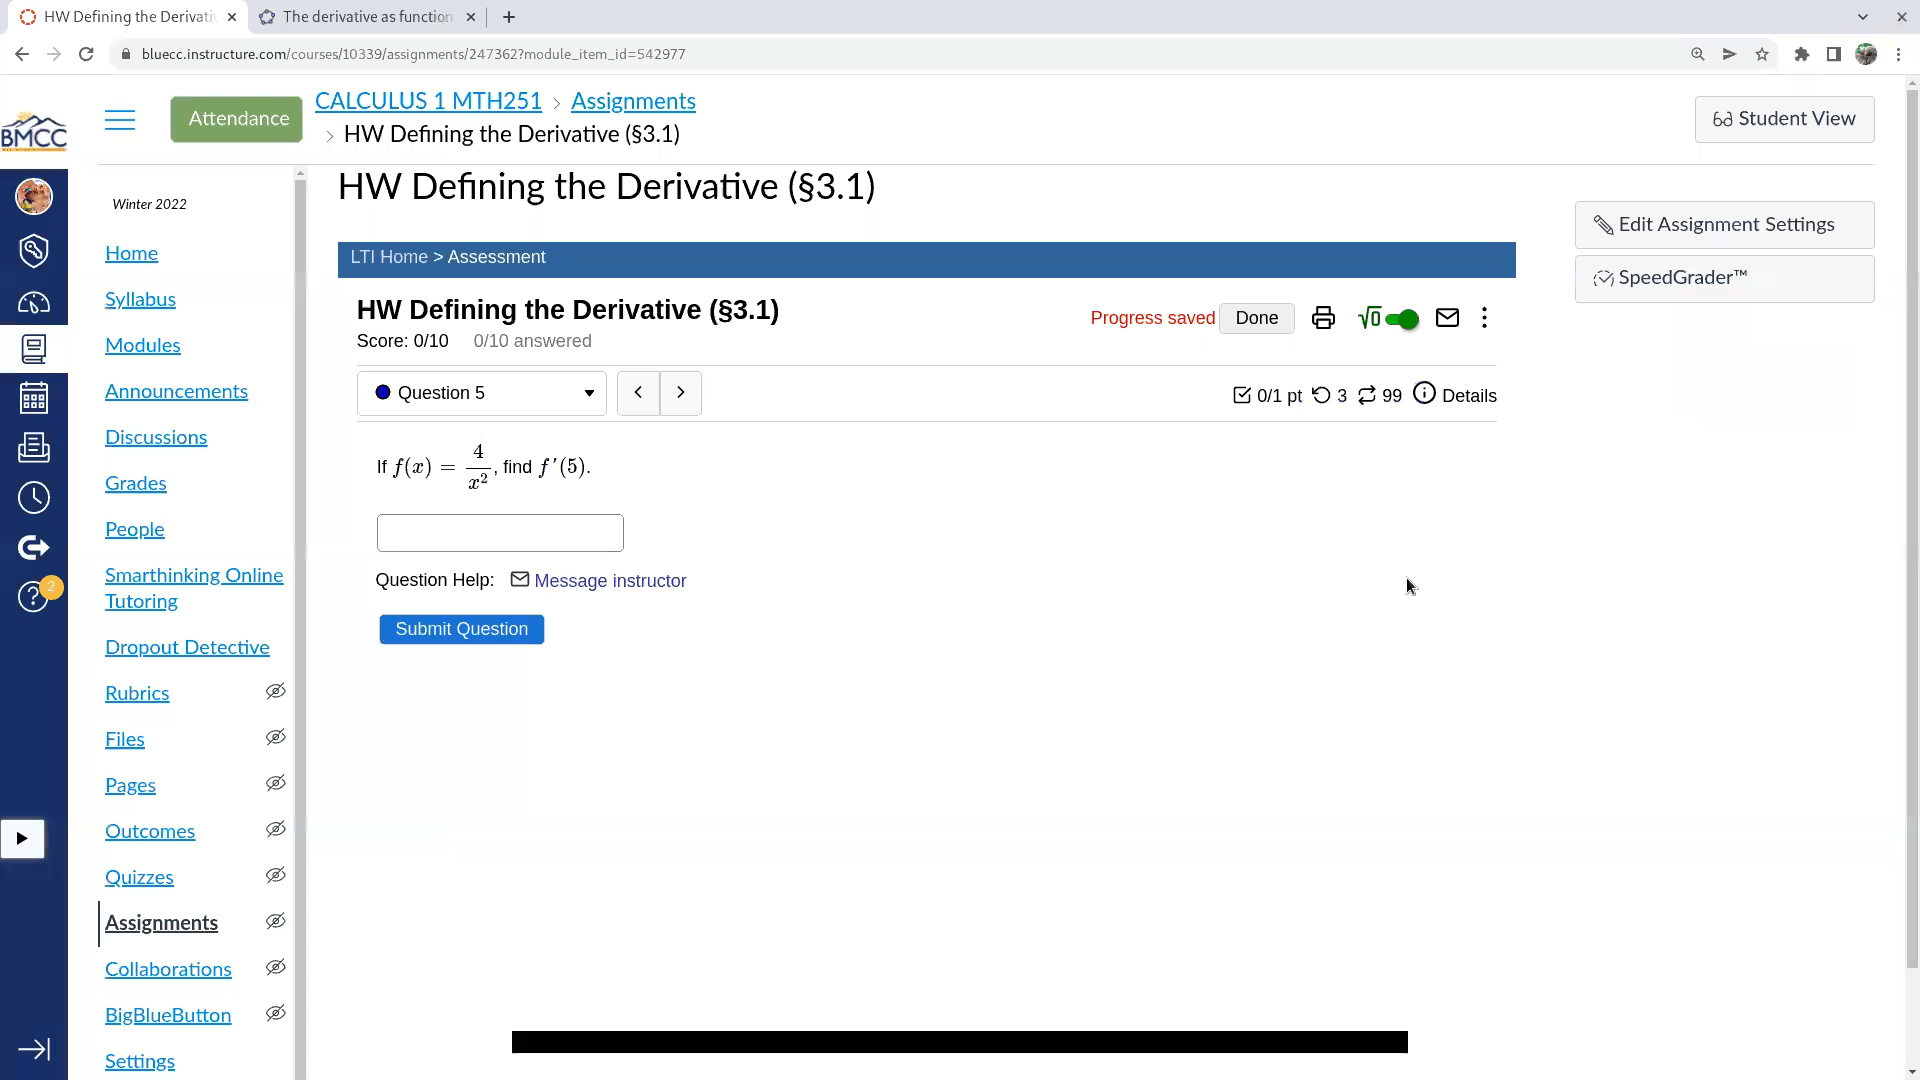 HW Defining the Derivati
The derivative as function
bluecc.instructure.com/courses/10339/assignments/247362?module_item_id=542977
BMCC
Attendance
CALCULUS 1 MTH251 > Assignments
> HW Defining the Derivative (§3.1)
Student View
Winter 2022
Home
Syllabus
Modules
Announcements
Discussions
Grades
People
Smarthinking Online
Tutoring
Dropout Detective
Rubrics
Files
Pages
Outcomes
Quizzes
Assignments
Collaborations
BigBlueButton
Settings
2
HW Defining the Derivative (§3.1)
Edit Assignment Settings
SpeedGrader™
LTI Home > Assessment
HW Defining the Derivative (§3.1)
Progress saved
Done
√0
Score: 0/10 0/10 answered
Question 5
< >
0/1 pt 3 99 Details
If f(x) = 4/x², find f′(5).
Question Help: Message instructor
Submit Question